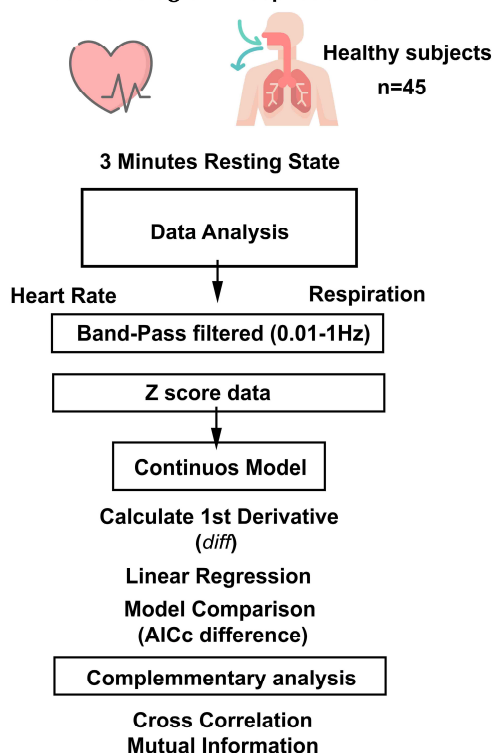 Healthy subjects
n=45
3 Minutes Resting State
Data Analysis
Heart Rate
Respiration
Band-Pass filtered (0.01-1Hz)
Z score data
Continuos Model
Calculate 1st Derivative
(diff)
Linear Regression
Model Comparison
(AICc difference)
Complemmentary analysis
Cross Correlation
Mutual Information